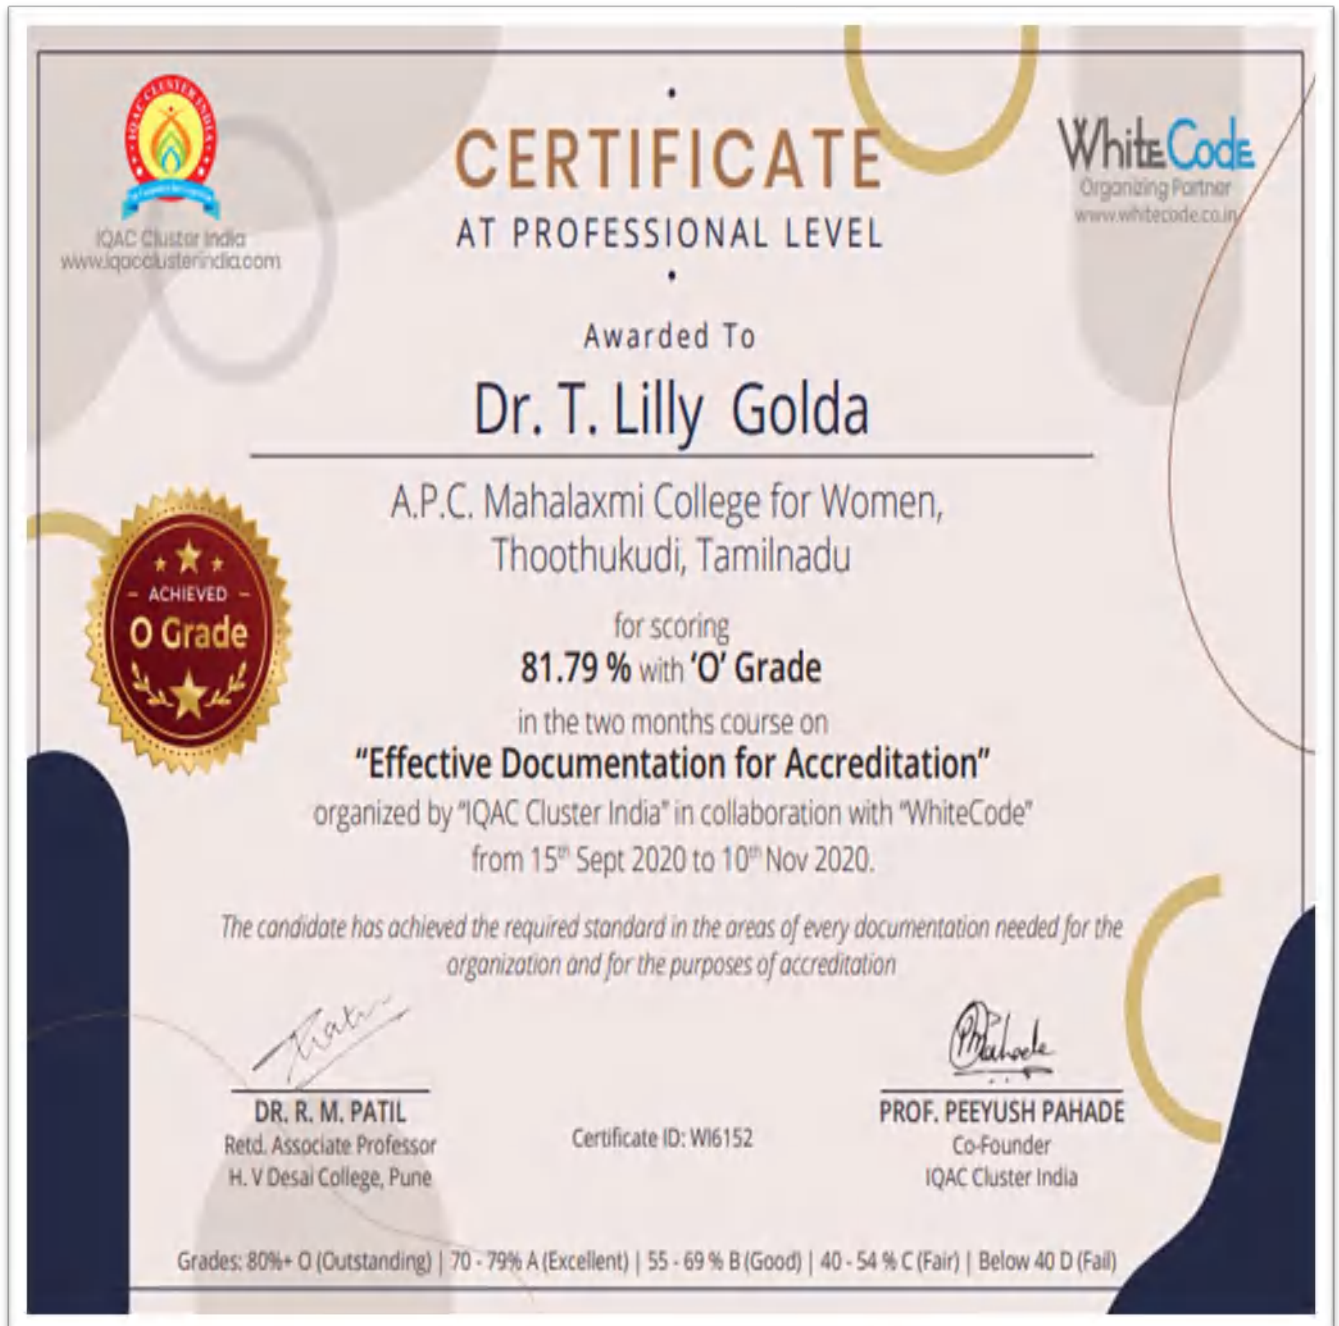 IQAC CLUSTER INDIA
IQAC Cluster India
www.iqacclusterindia.com
CERTIFICATE
AT PROFESSIONAL LEVEL
WhiteCode
Organizing Partner
www.whitecode.co.in
Awarded To
Dr. T. Lilly Golda
A.P.C. Mahalaxmi College for Women,
Thoothukudi, Tamilnadu
ACHIEVED
O Grade
for scoring
81.79 % with ‘O’ Grade
in the two months course on
“Effective Documentation for Accreditation”
organized by “IQAC Cluster India” in collaboration with “WhiteCode”
from 15th Sept 2020 to 10th Nov 2020.
The candidate has achieved the required standard in the areas of every documentation needed for the
organization and for the purposes of accreditation
DR. R. M. PATIL
Retd. Associate Professor
H. V Desai College, Pune
Certificate ID: WI6152
PROF. PEEYUSH PAHADE
Co-Founder
IQAC Cluster India
Grades: 80%+ O (Outstanding) | 70 - 79% A (Excellent) | 55 - 69 % B (Good) | 40 - 54 % C (Fair) | Below 40 D (Fail)